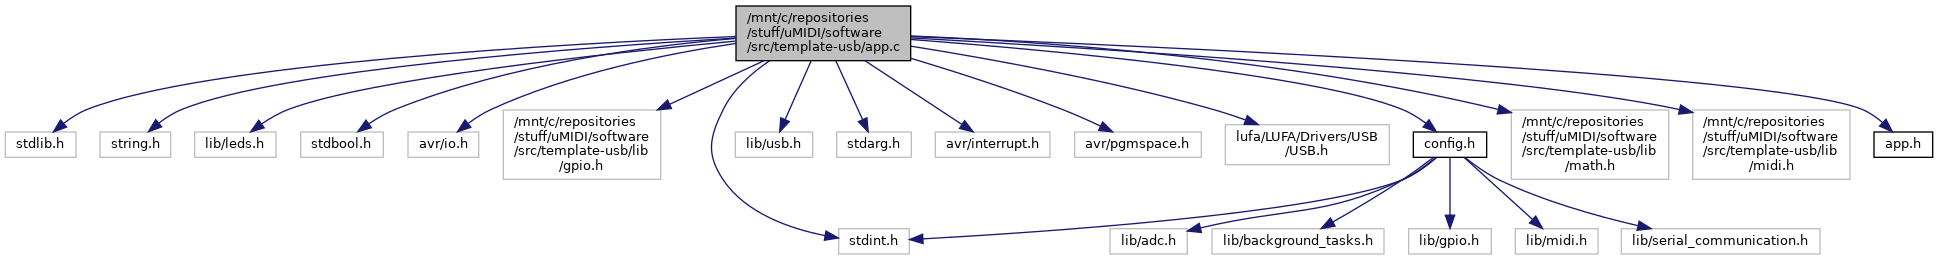 /mnt/c/repositories
/stuff/uMIDI/software
/src/template-usb/app.c
stdlib.h
string.h
lib/leds.h
stdbool.h
avr/io.h
/mnt/c/repositories
/stuff/uMIDI/software
/src/template-usb/lib
/gpio.h
lib/usb.h
stdarg.h
avr/interrupt.h
avr/pgmspace.h
lufa/LUFA/Drivers/USB
/USB.h
config.h
/mnt/c/repositories
/stuff/uMIDI/software
/src/template-usb/lib
/math.h
/mnt/c/repositories
/stuff/uMIDI/software
/src/template-usb/lib
/midi.h
app.h
stdint.h
lib/adc.h
lib/background_tasks.h
lib/gpio.h
lib/midi.h
lib/serial_communication.h